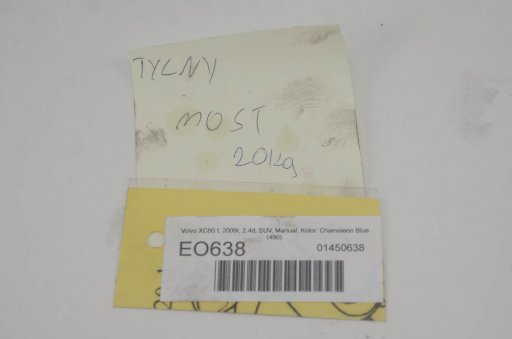 TYLNY
MOST
20kg
Volvo XC60 I, 2009r, 2.4d, SUV, Manual, Kolor: Chameleon Blue
(490)
EO638
01450638